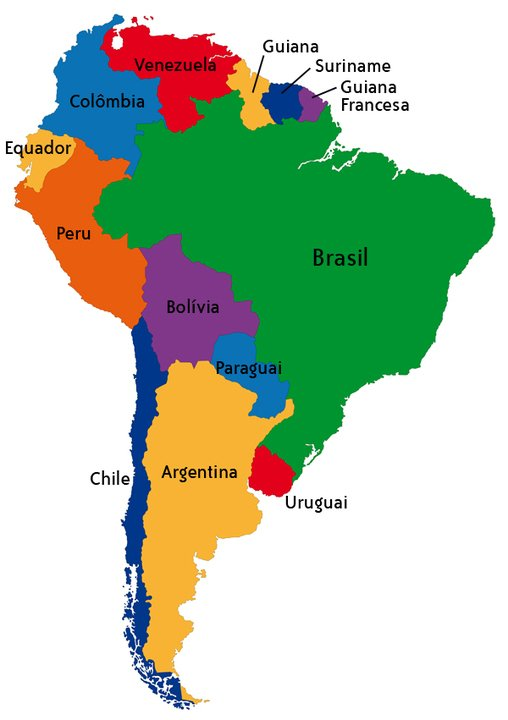 Guiana
Venezuela
Suriname
Guiana
Francesa
Colômbia
Equador
Peru
Brasil
Bolívia
Paraguai
Chile
Argentina
Uruguai